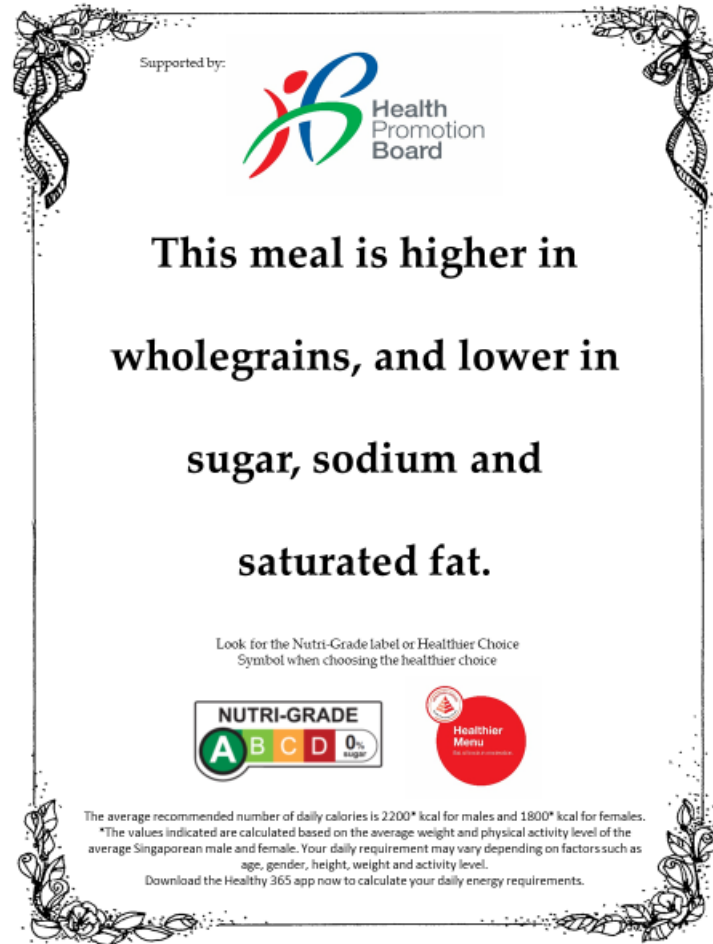 Supported by:
Health
Promotion
Board
This meal is higher in
wholegrains, and lower in
sugar, sodium and
saturated fat.
Look for the Nutri-Grade label or Healthier Choice
Symbol when choosing the healthier choice
NUTRI-GRADE
A B C D 0%
sugar
Healthier
Menu
The average recommended number of daily calories is 2200* kcal for males and 1800* kcal for females.
*The values indicated are calculated based on the average weight and physical activity level of the
average Singaporean male and female. Your daily requirement may vary depending on factors such as
age, gender, height, weight and activity level.
Download the Healthy 365 app now to calculate your daily energy requirements.